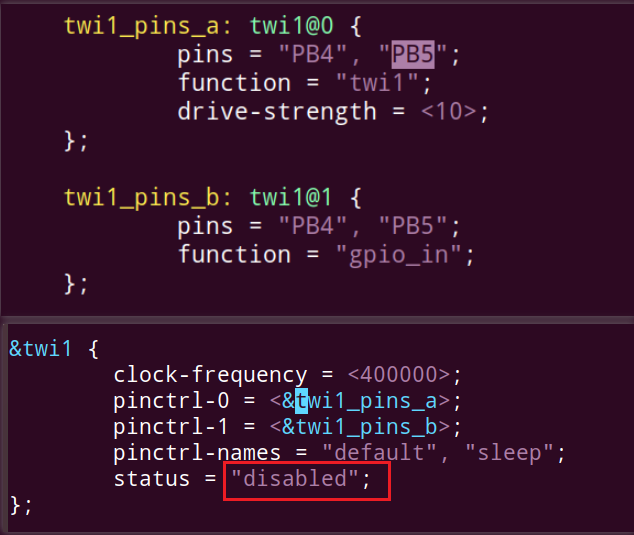 twi1_pins_a: twi1@0 {
pins = "PB4", "PB5";
function = "twi1";
drive-strength = <10>;
};
twi1_pins_b: twi1@1 {
pins = "PB4", "PB5";
function = "gpio_in";
};
&twi1 {
clock-frequency = <400000>;
pinctrl-0 = <&twi1_pins_a>;
pinctrl-1 = <&twi1_pins_b>;
pinctrl-names = "default", "sleep";
status = "disabled";
};